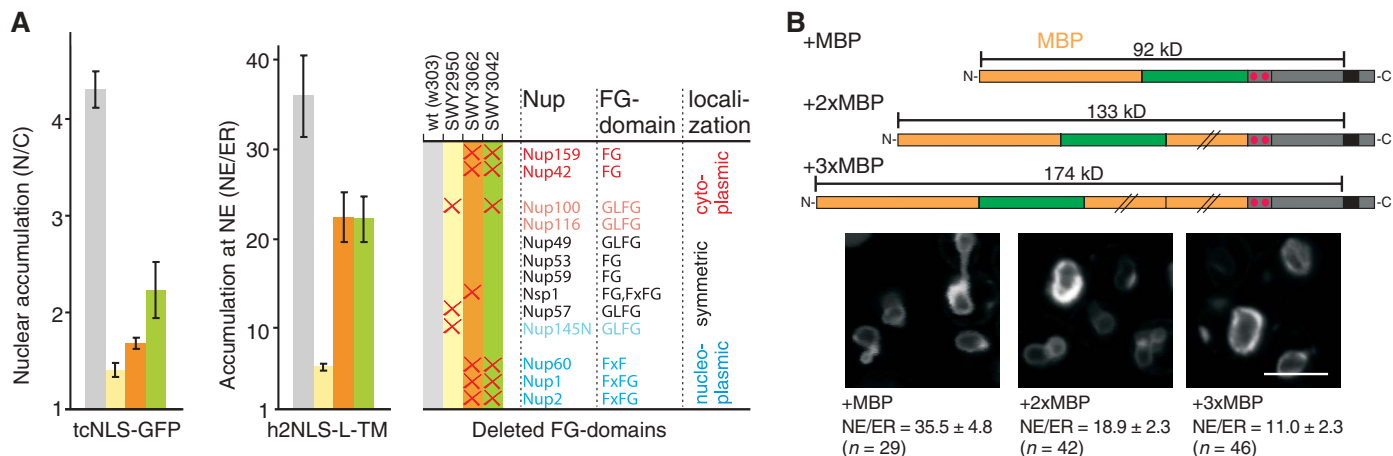 A
Nuclear accumulation (N/C)
4
3
2
1
tcNLS-GFP
Accumulation at NE (NE/ER)
40
30
20
10
1
h2NLS-L-TM
wt (w303)
SWY2950
SWY3062
SWY3042
Nup FG-domain locali-zation
Nup159 FG
Nup42 FG
Nup100 GLFG
Nup116 GLFG
Nup49 GLFG
Nup53 FG
Nup59 FG
Nsp1 FG,FxFG
Nup57 GLFG
Nup145N GLFG
Nup60 FxF
Nup1 FxFG
Nup2 FxFG
cyto-plasmic
symmetric
nucleo-plasmic
Deleted FG-domains
B
+MBP MBP
92 kD
N- -C
+2xMBP
133 kD
N- -C
+3xMBP
174 kD
N- -C
+MBP
NE/ER = 35.5 ± 4.8
(n = 29)
+2xMBP
NE/ER = 18.9 ± 2.3
(n = 42)
+3xMBP
NE/ER = 11.0 ± 2.3
(n = 46)